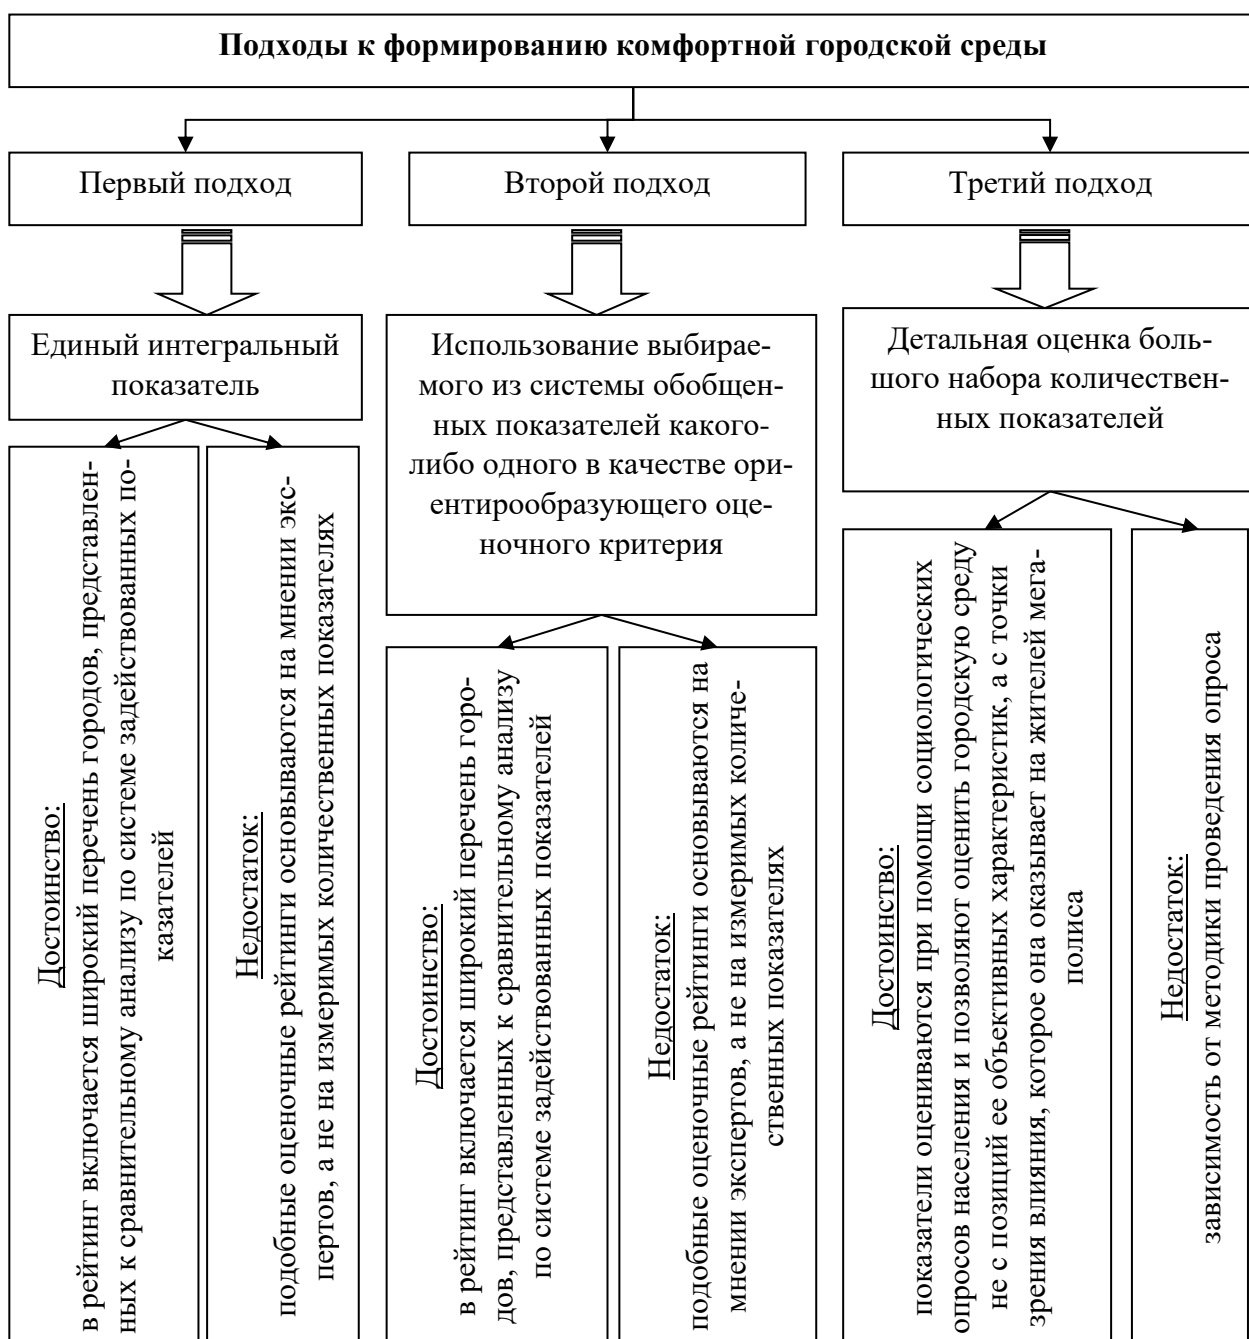 Подходы к формированию комфортной городской среды
Первый подход
Второй подход
Третий подход
Единый интегральный
показатель
Использование выбирае-
мого из системы обобщен-
ных показателей какого-
либо одного в качестве ори-
ентирообразующего оце-
ночного критерия
Детальная оценка боль-
шого набора количествен-
ных показателей
Достоинство:
в рейтинг включается широкий перечень городов, представлен-
ных к сравнительному анализу по системе задействованных по-
казателей
Недостаток:
подобные оценочные рейтинги основываются на мнении экс-
пертов, а не на измеримых количественных показателях
Достоинство:
в рейтинг включается широкий перечень горо-
дов, представленных к сравнительному анализу
по системе задействованных показателей
Недостаток:
подобные оценочные рейтинги основываются на
мнении экспертов, а не на измеримых количе-
ственных показателях
Достоинство:
показатели оцениваются при помощи социологических
опросов населения и позволяют оценить городскую среду
не с позиций ее объективных характеристик, а с точки
зрения влияния, которое она оказывает на жителей мега-
полиса
Недостаток:
зависимость от методики проведения опроса